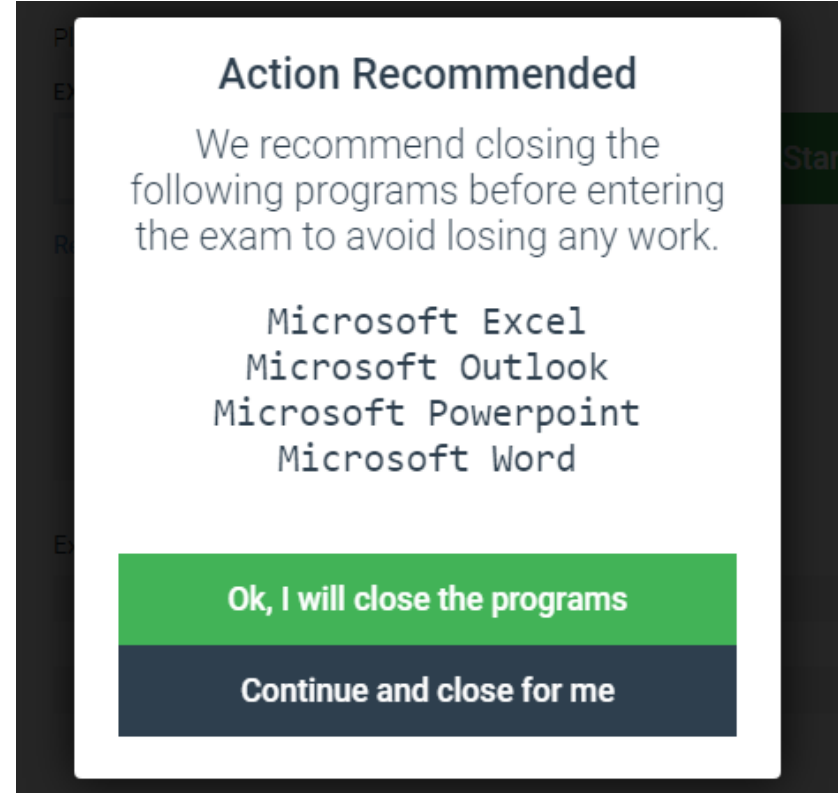 Action Recommended
We recommend closing the
following programs before entering
the exam to avoid losing any work.
Microsoft Excel
Microsoft Outlook
Microsoft Powerpoint
Microsoft Word
Ok, I will close the programs
Continue and close for me